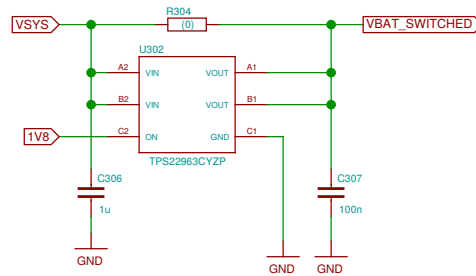 R304
VSYS
(0)
VBAT_SWITCHED
U302
A2 VIN VOUT A1
B2 VIN VOUT B1
1V8
C2 ON GND C1
TPS22963CYZP
C306
1u
C307
100n
GND
GND
GND